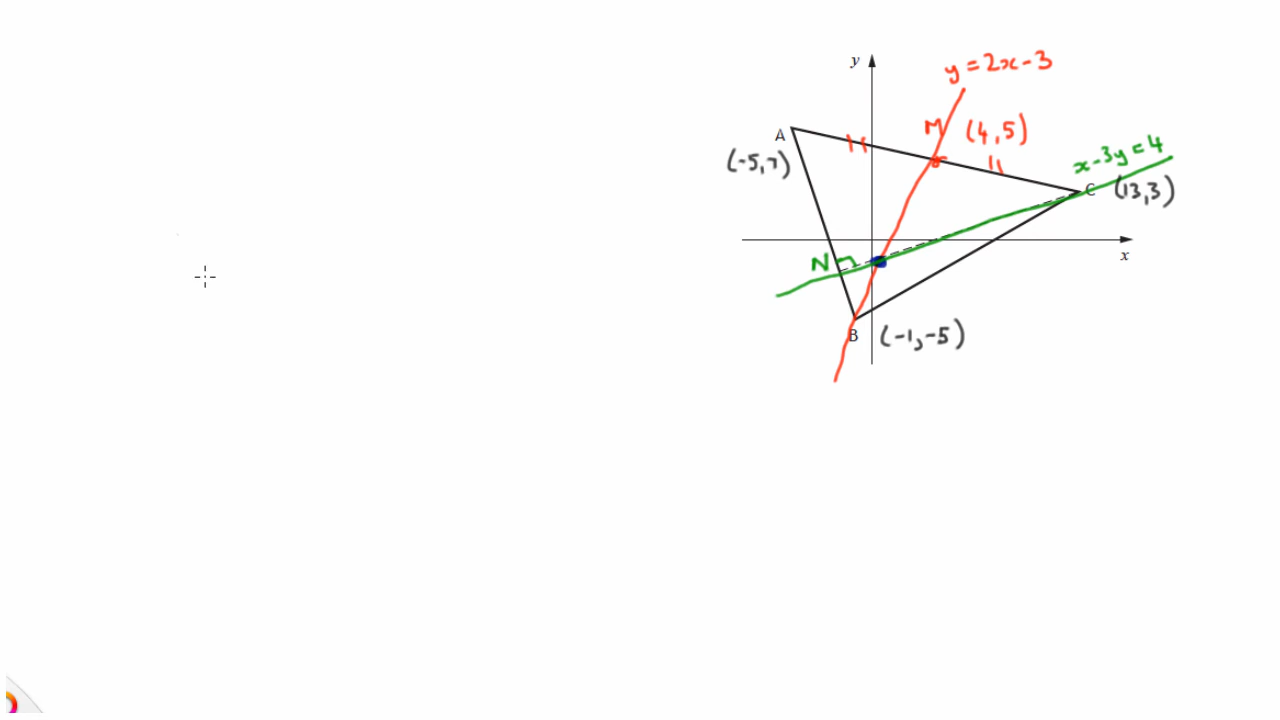 y
y = 2x - 3
A
M (4,5)
(-5,7)
x - 3y = 4
C (13,3)
N
x
B (-1,-5)